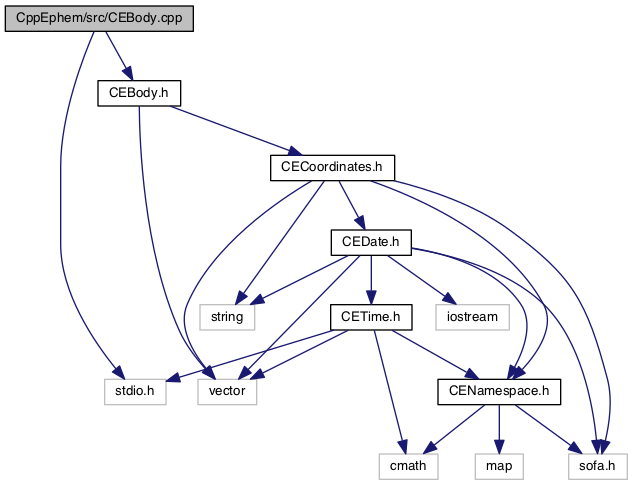 CppEphem/src/CEBody.cpp
CEBody.h
CECoordinates.h
CEDate.h
string
CETime.h
iostream
stdio.h
vector
CENamespace.h
cmath
map
sofa.h